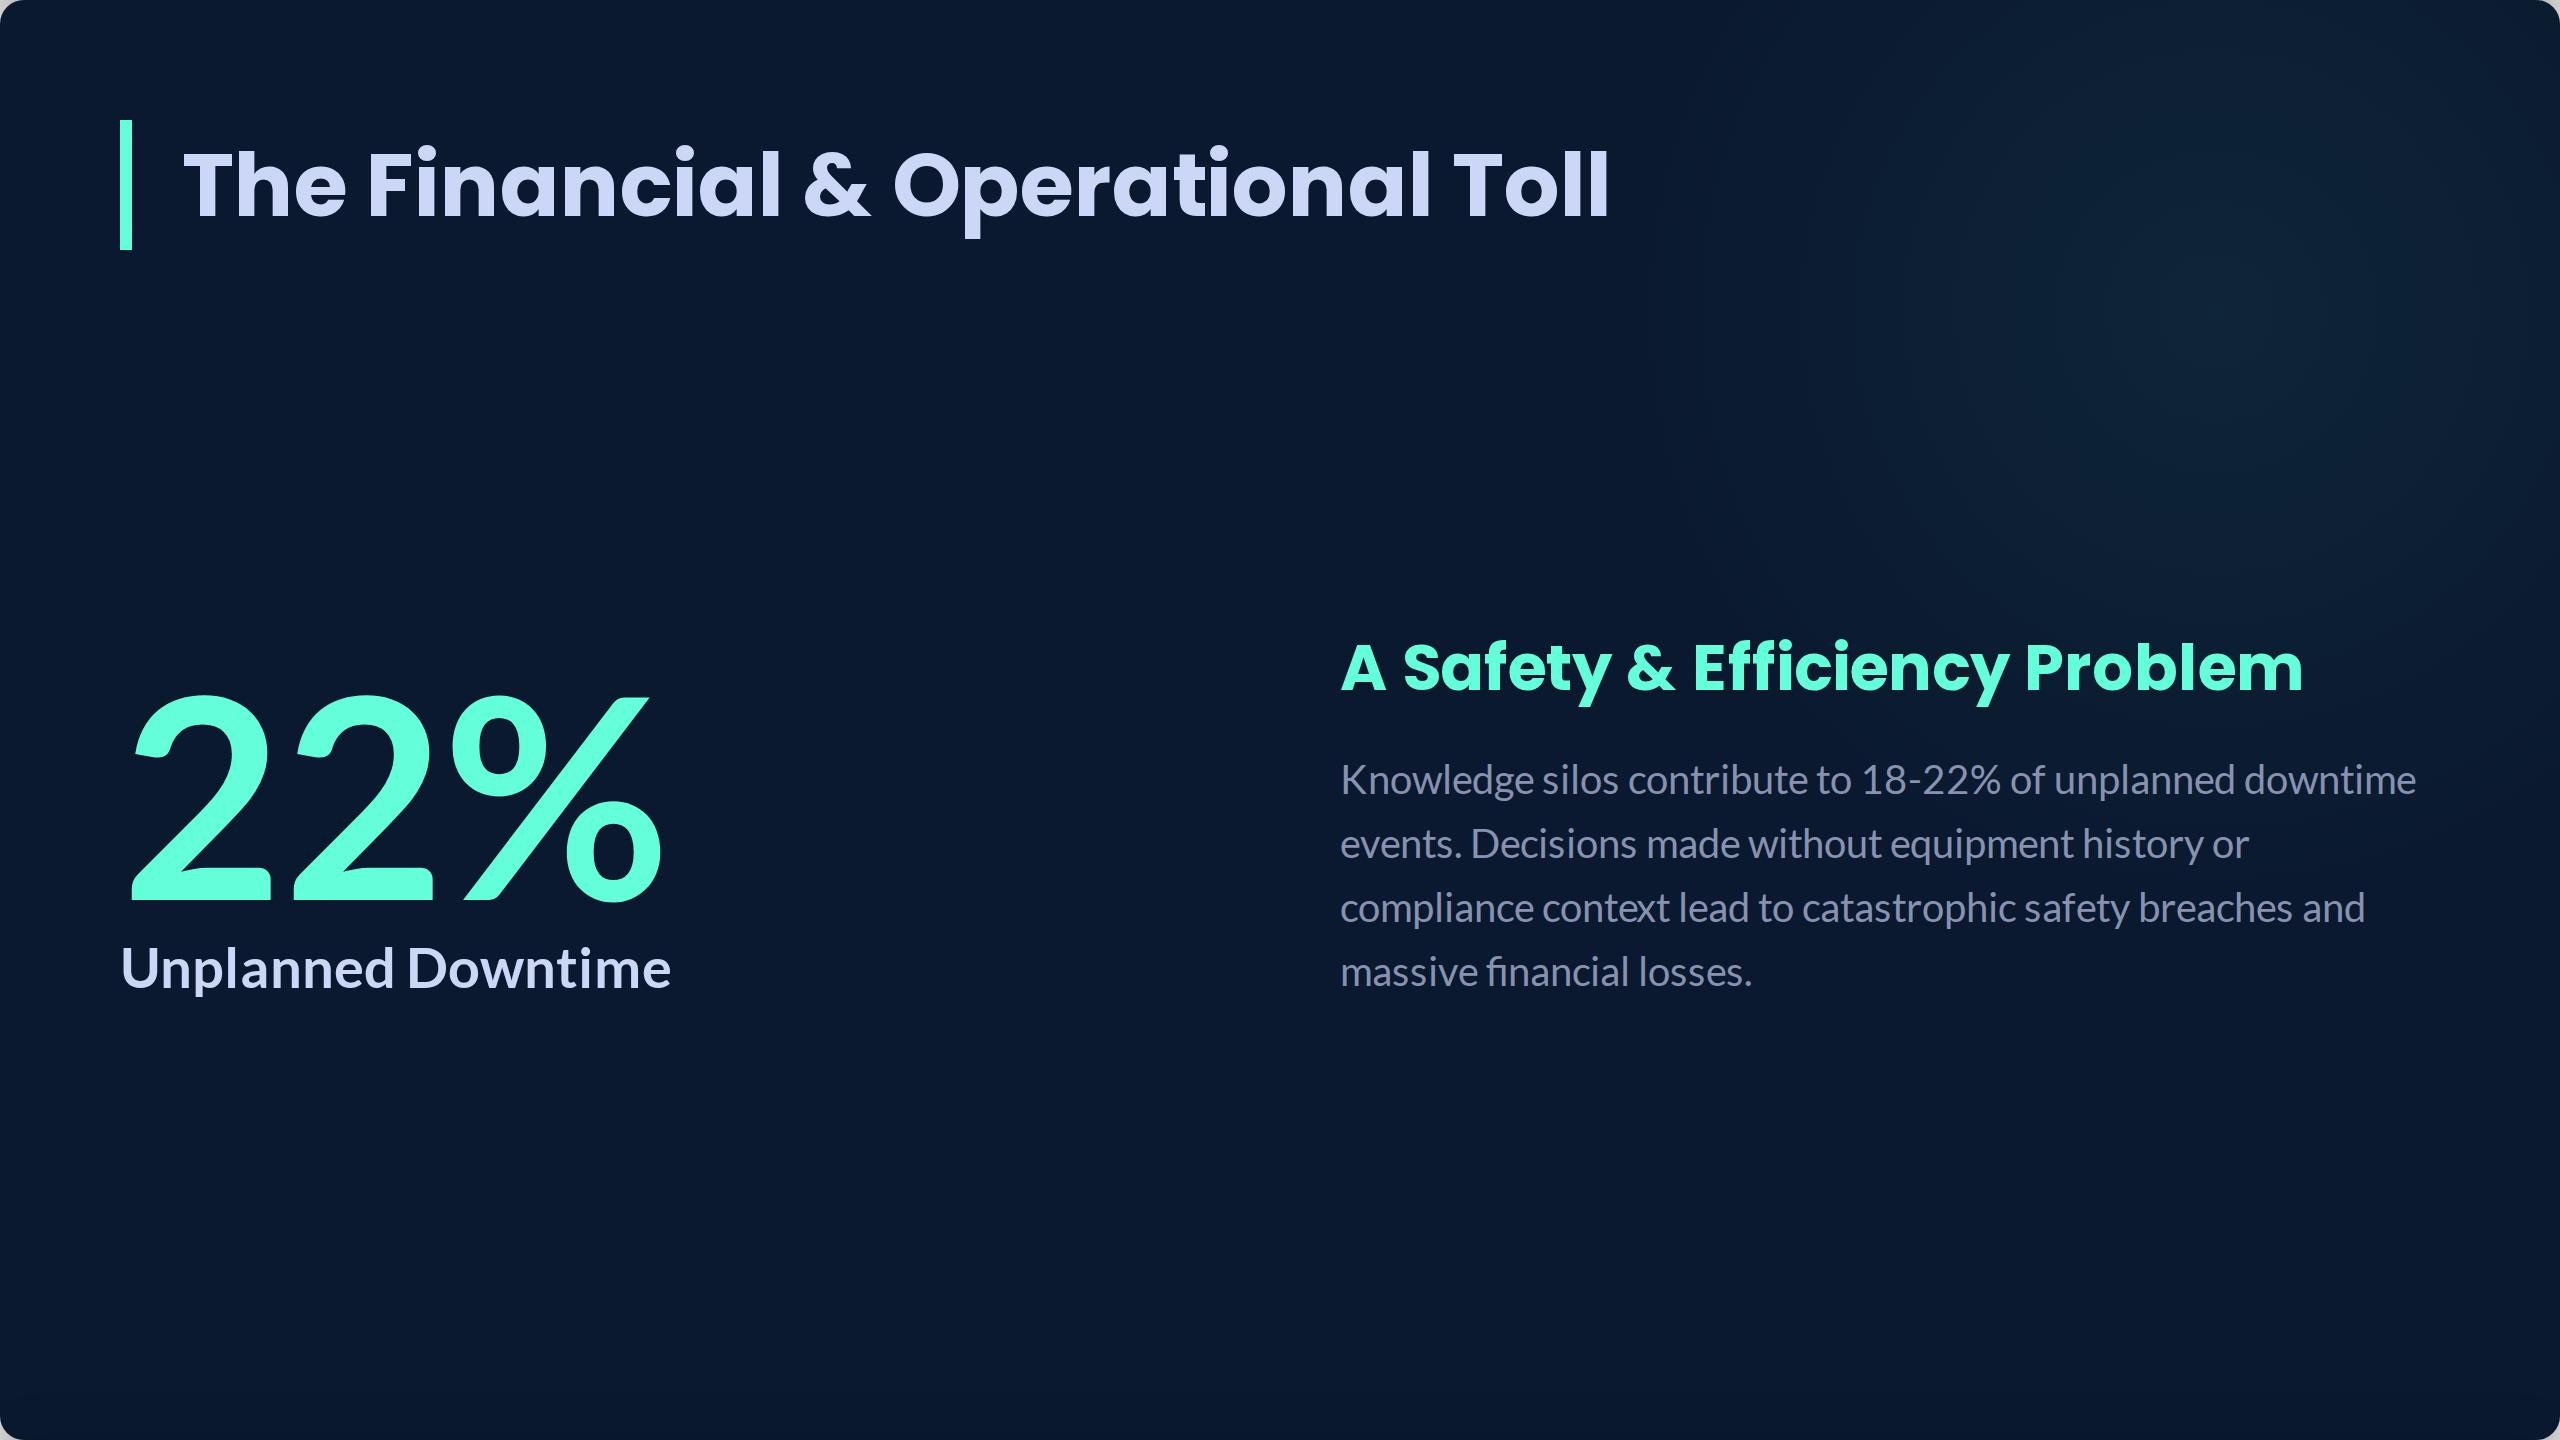 The Financial & Operational Toll
22%
Unplanned Downtime
A Safety & Efficiency Problem
Knowledge silos contribute to 18-22% of unplanned downtime
events. Decisions made without equipment history or
compliance context lead to catastrophic safety breaches and
massive financial losses.